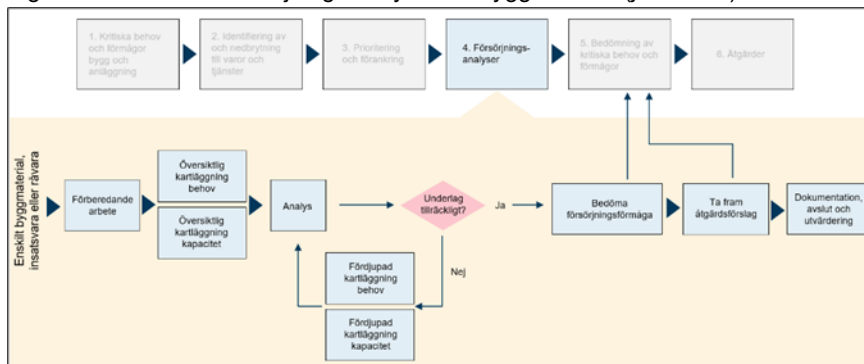 1. Kritiska behov
och förmågor
bygg och
anläggning
2. Identifiering av
och nedbrytning
till varor och
tjänster
3. Prioritering
och förankring
4. Försörjnings-
analyser
5. Bedömning av
kritiska behov och
förmågor
6. Åtgärder
Enskilt byggmaterial,
insatsvara eller råvara
Förberedande
arbete
Översiktlig
kartläggning
behov
Översiktlig
kartläggning
kapacitet
Analys
Underlag
tillräckligt?
Ja
Nej
Fördjupad
kartläggning
behov
Fördjupad
kartläggning
kapacitet
Bedöma
försörjningsförmåga
Ta fram
åtgärdsförslag
Dokumentation,
avslut och
utvärdering